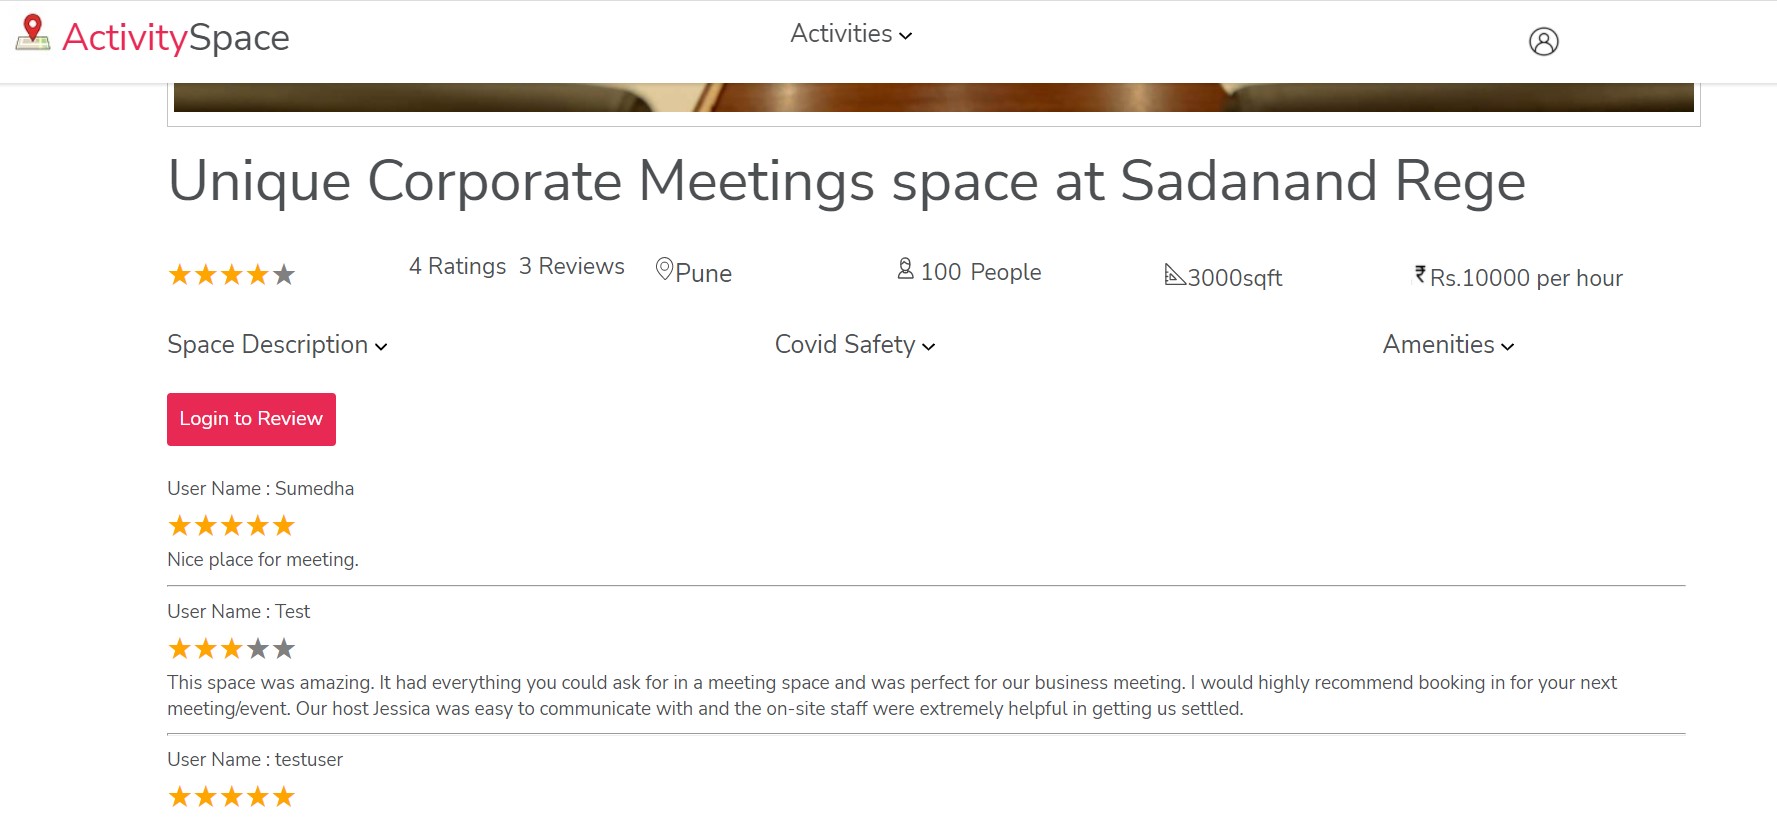 ActivitySpace
Activities
Unique Corporate Meetings space at Sadanand Rege
4 Ratings 3 Reviews Pune 100 People 3000sqft ₹ Rs.10000 per hour
Space Description Covid Safety Amenities
Login to Review
User Name : Sumedha
Nice place for meeting.
User Name : Test
This space was amazing. It had everything you could ask for in a meeting space and was perfect for our business meeting. I would highly recommend booking in for your next
meeting/event. Our host Jessica was easy to communicate with and the on-site staff were extremely helpful in getting us settled.
User Name : testuser